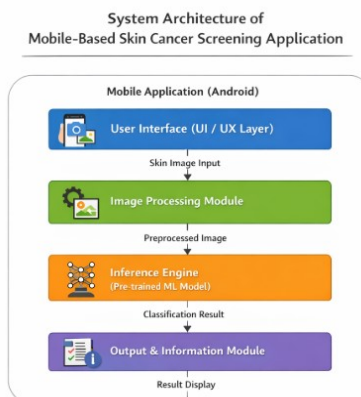 System Architecture of
Mobile-Based Skin Cancer Screening Application
Mobile Application (Android)
User Interface (UI / UX Layer)
Skin Image Input
Image Processing Module
Preprocessed Image
Inference Engine
(Pre-trained ML Model)
Classification Result
Output & Information Module
Result Display